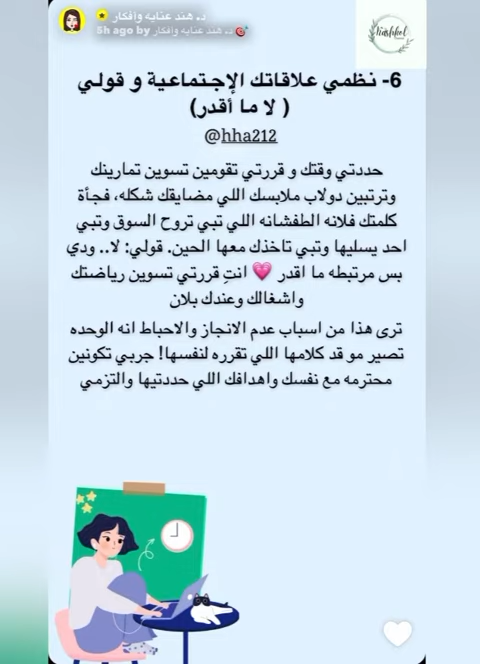 د. هند عنايه وأفكار
5h ago by د. هند عنايه وأفكار
6- نظمي علاقاتك الإجتماعية و قولي
( لا ما أقدر)
@hha212
حددتي وقتك و قررتي تقومين تسوين تمارينك
وترتبين دولاب ملابسك اللي مضايقك شكله، فجأة
كلمتك فلانه الطفشانه اللي تبي تروح السوق وتبي
احد يسليها وتبي تاخذك معها الحين. قولي: لا.. ودي
بس مرتبطه ما اقدر 💗 انتِ قررتي تسوين رياضتك
واشغالك وعندك بلان
ترى هذا من اسباب عدم الانجاز والاحباط انه الوحده
تصير مو قد كلامها اللي تقرره لنفسها! جربي تكونين
محترمه مع نفسك واهدافك اللي حددتيها والتزمي